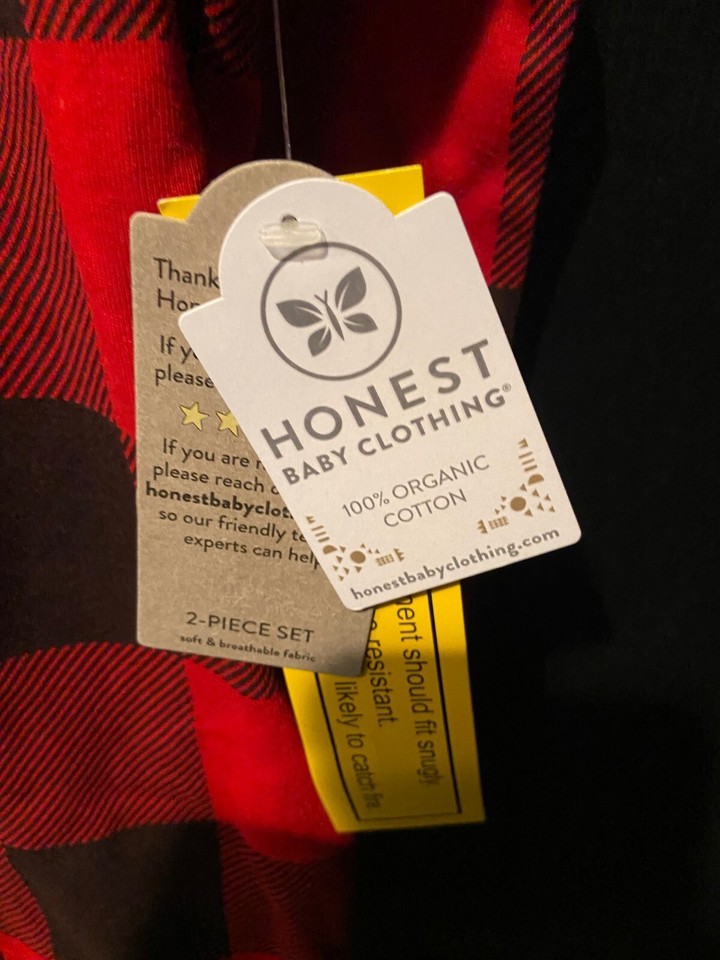 HONEST
BABY CLOTHING®
100% ORGANIC
COTTON
honestbabyclothing.com
Thank
If
please
If you are
please reach
so our friendly
experts can help
2-PIECE SET
soft & breathable fabric
should fit snugly.
resistant.
likely to catch fire.